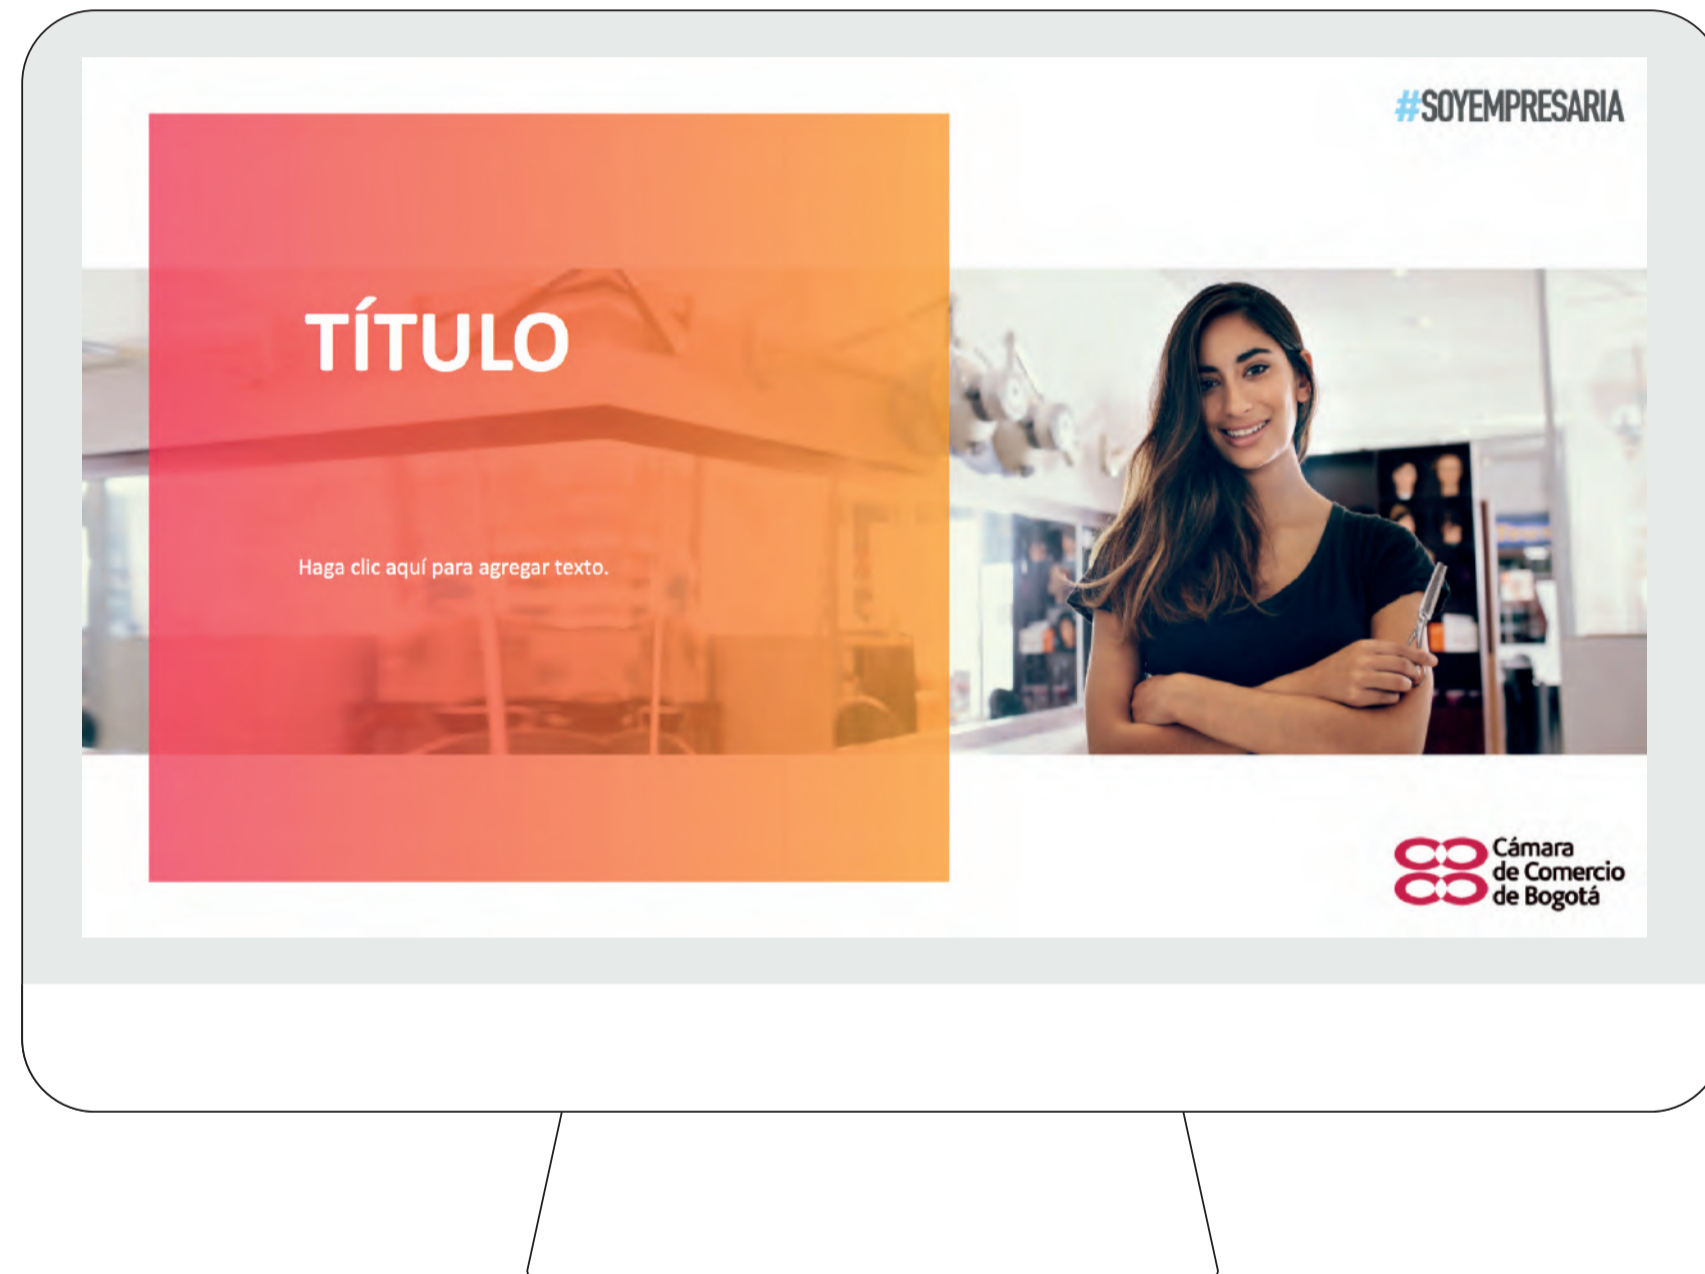 #SOYEMPRESARIA
TÍTULO
Haga clic aquí para agregar texto.
Cámara
de Comercio
de Bogotá